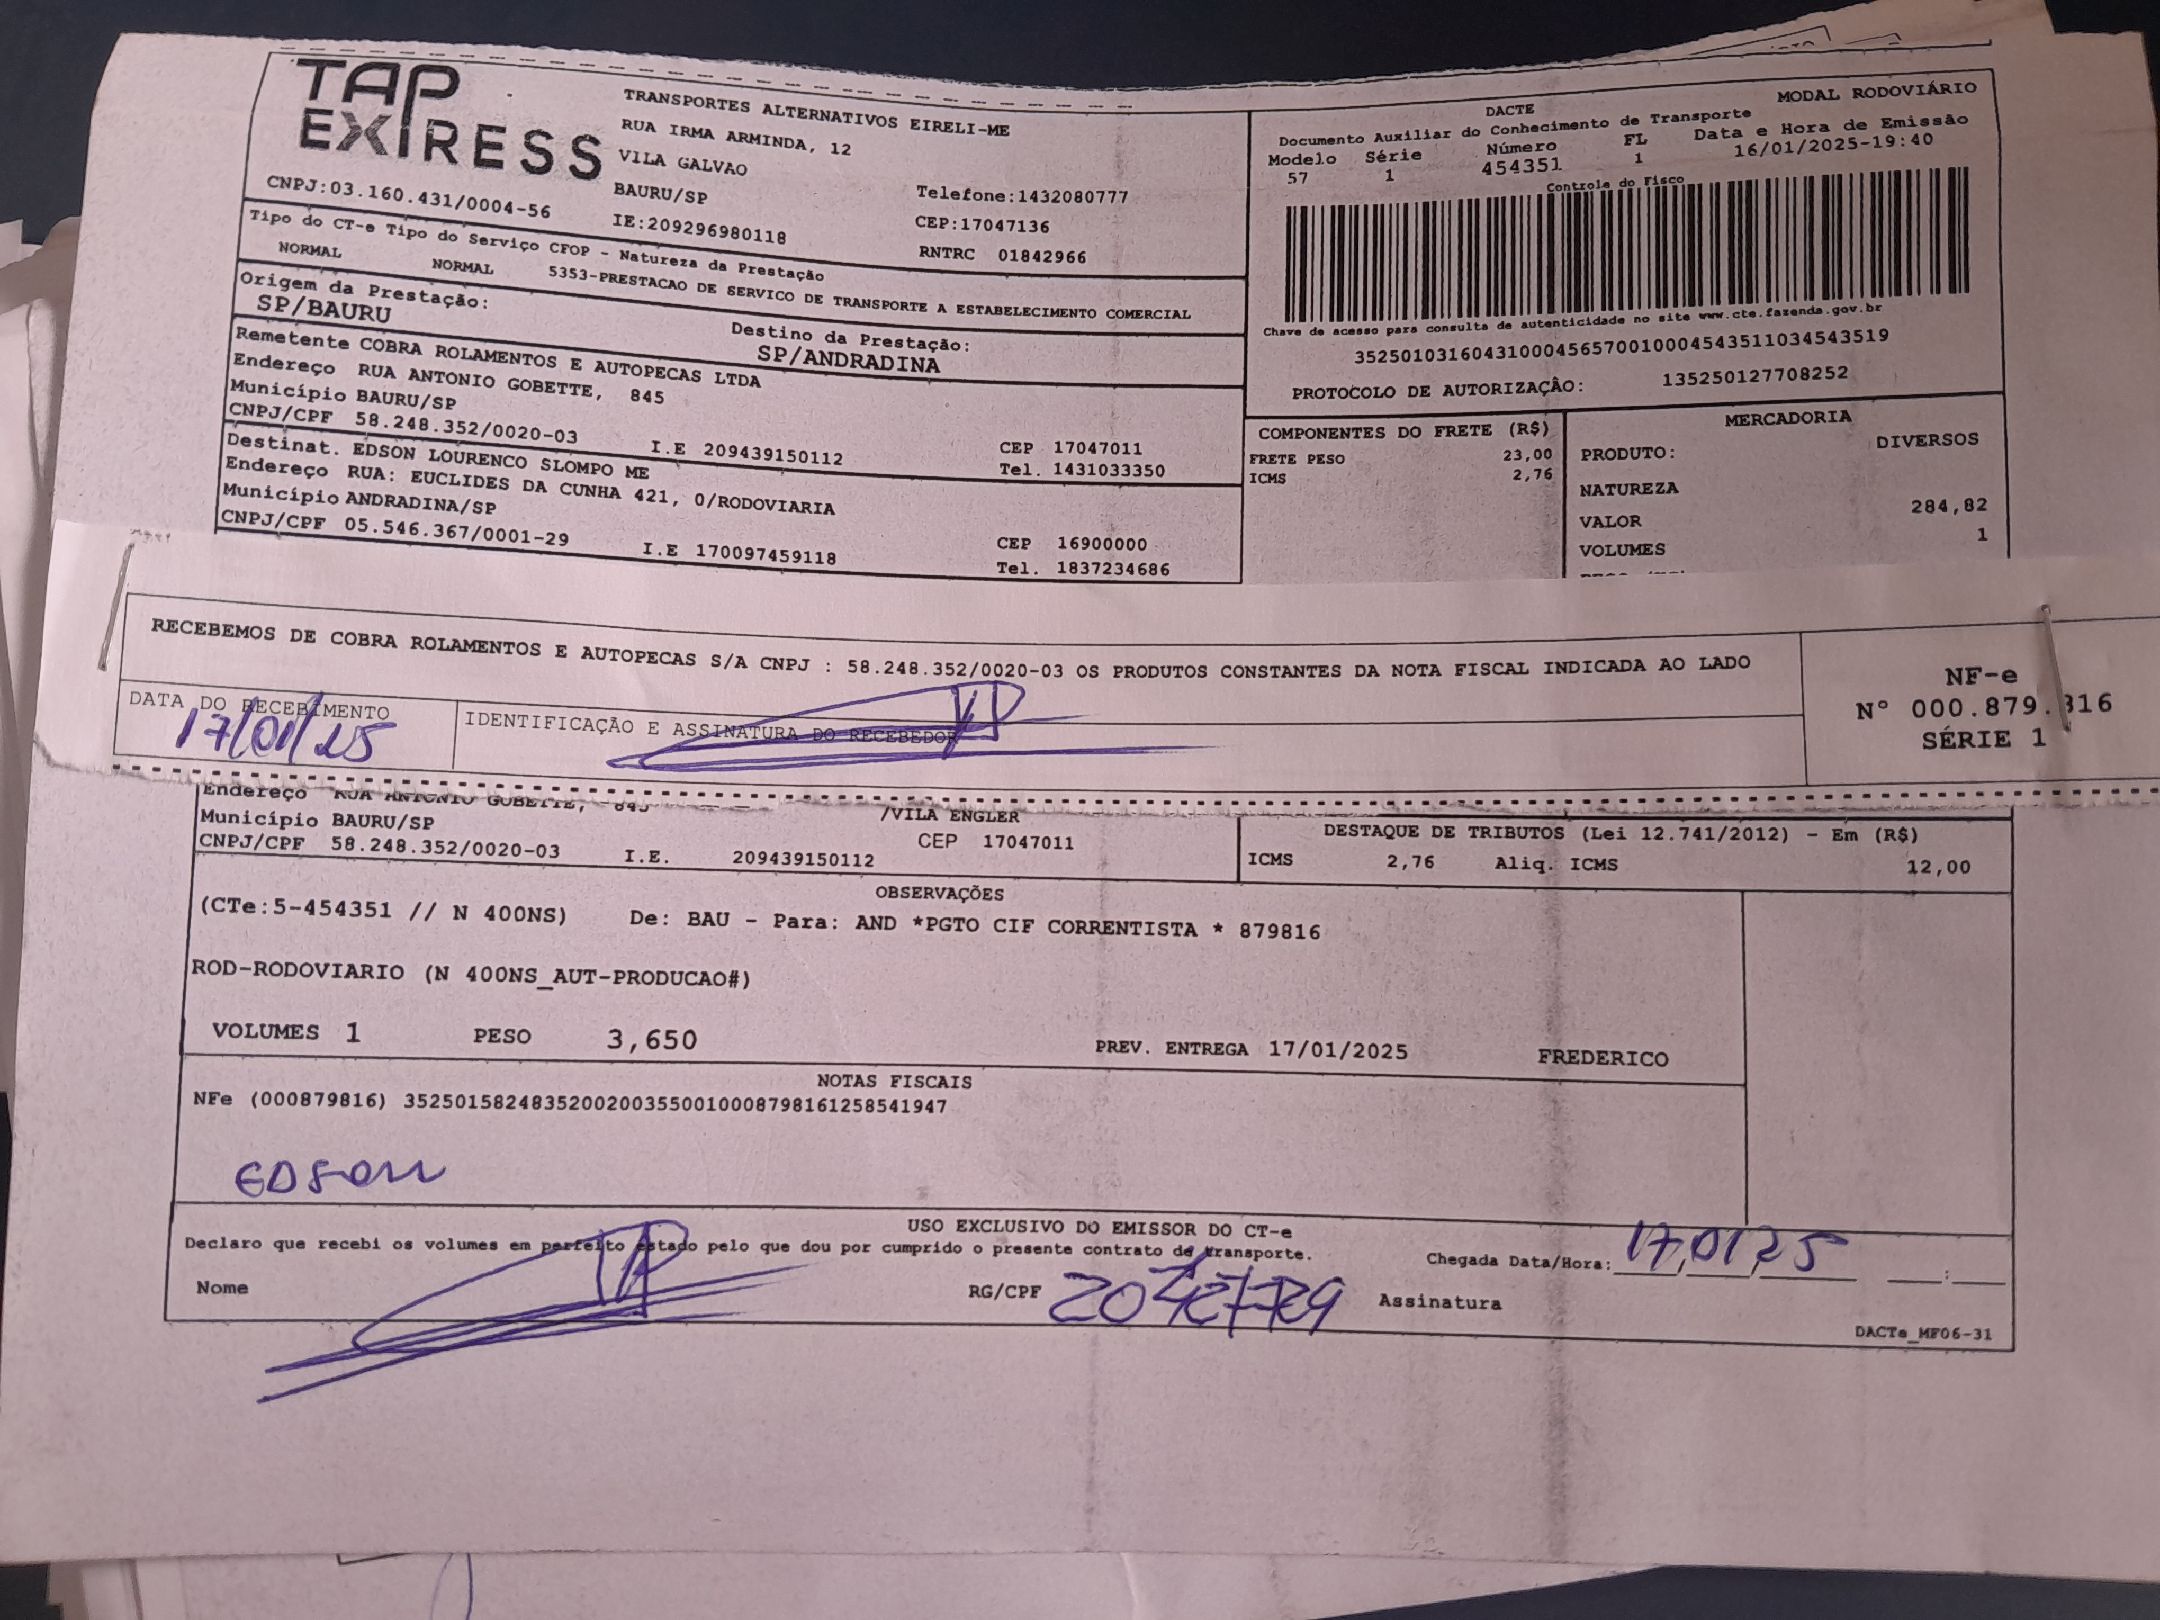 TAP EXPRESS
TRANSPORTES ALTERNATIVOS EIRELI-ME
RUA IRMA ARMINDA, 12
VILA GALVAO
BAURU/SP Telefone:1432080777
CNPJ:03.160.431/0004-56 IE:209296980118 CEP:17047136
RNTRC 01842966
MODAL RODOVIÁRIO
DACTE
Documento Auxiliar do Conhecimento de Transporte
Modelo Série Número FL Data e Hora de Emissão
57 1 454351 1 16/01/2025-19:40
Controle do Fisco
Chave de acesso para consulta de autenticidade no site www.cte.fazenda.gov.br
35250103160431000456570010004543511034543519
PROTOCOLO DE AUTORIZAÇÃO: 135250127708252
Tipo do CT-e Tipo do Serviço CFOP - Natureza da Prestação
NORMAL NORMAL 5353-PRESTACAO DE SERVICO DE TRANSPORTE A ESTABELECIMENTO COMERCIAL
Origem da Prestação: Destino da Prestação:
SP/BAURU SP/ANDRADINA
Remetente COBRA ROLAMENTOS E AUTOPECAS LTDA
Endereço RUA ANTONIO GOBETTE, 845
Município BAURU/SP CEP 17047011
CNPJ/CPF 58.248.352/0020-03 I.E 209439150112 Tel. 1431033350
Destinat. EDSON LOURENCO SLOMPO ME
Endereço RUA: EUCLIDES DA CUNHA 421, 0/RODOVIARIA
Município ANDRADINA/SP CEP 16900000
CNPJ/CPF 05.546.367/0001-29 I.E 170097459118 Tel. 1837234686
COMPONENTES DO FRETE (R$)
FRETE PESO 23,00
ICMS 2,76
MERCADORIA
PRODUTO: DIVERSOS
NATUREZA
VALOR 284,82
VOLUMES 1
RECEBEMOS DE COBRA ROLAMENTOS E AUTOPECAS S/A CNPJ : 58.248.352/0020-03 OS PRODUTOS CONSTANTES DA NOTA FISCAL INDICADA AO LADO
DATA DO RECEBIMENTO IDENTIFICAÇÃO E ASSINATURA DO RECEBEDOR
17/01/25
NF-e
Nº 000.879.816
SÉRIE 1
Endereço RUA ANTONIO GOBETTE, 845 /VILA ENGLER
Município BAURU/SP CEP 17047011
CNPJ/CPF 58.248.352/0020-03 I.E. 209439150112
DESTAQUE DE TRIBUTOS (Lei 12.741/2012) - Em (R$)
ICMS 2,76 Aliq. ICMS 12,00
OBSERVAÇÕES
(CTe:5-454351 // N 400NS) De: BAU - Para: AND *PGTO CIF CORRENTISTA * 879816
ROD-RODOVIARIO (N 400NS_AUT-PRODUCAO#)
VOLUMES 1 PESO 3,650 PREV. ENTREGA 17/01/2025 FREDERICO
NOTAS FISCAIS
NFe (000879816) 35250158248352002003550010008798161258541947
EDSON
USO EXCLUSIVO DO EMISSOR DO CT-e
Declaro que recebi os volumes em perfeito estado pelo que dou por cumprido o presente contrato de transporte.
Chegada Data/Hora: 17,01,25
Nome RG/CPF Assinatura
DACTe_MF06-31